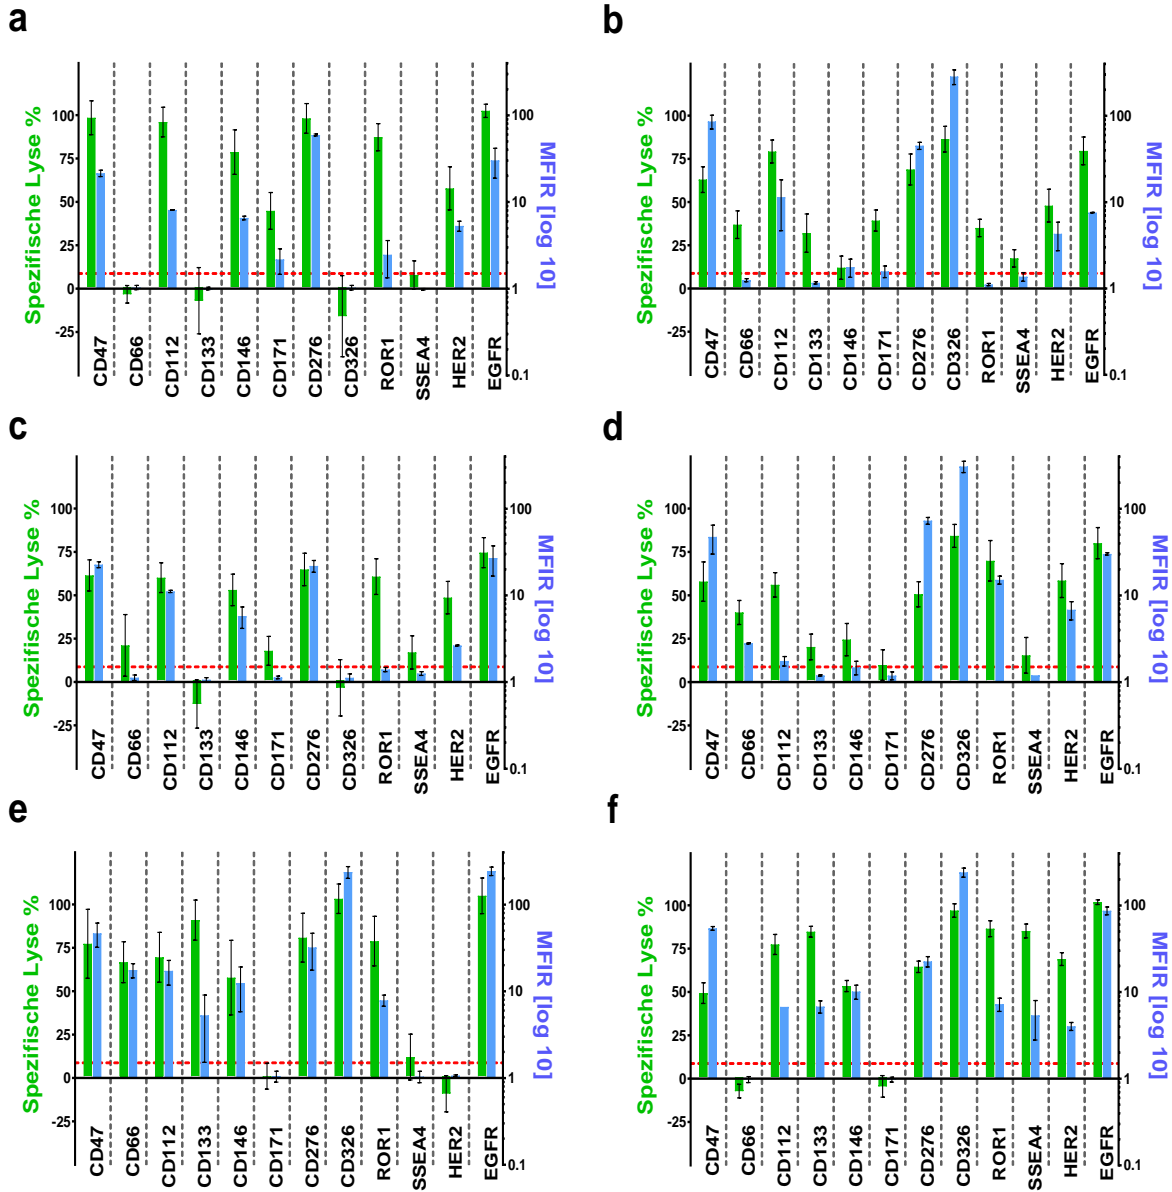 a
Spezifische Lyse %
100
75
50
25
0
-25
CD47
CD66
CD112
CD133
CD146
CD171
CD276
CD326
ROR1
SSEA4
HER2
EGFR
100
10
1
0.1
MFIR [log 10]
b
Spezifische Lyse %
100
75
50
25
0
-25
CD47
CD66
CD112
CD133
CD146
CD171
CD276
CD326
ROR1
SSEA4
HER2
EGFR
100
10
1
0.1
MFIR [log 10]
c
Spezifische Lyse %
100
75
50
25
0
-25
CD47
CD66
CD112
CD133
CD146
CD171
CD276
CD326
ROR1
SSEA4
HER2
EGFR
100
10
1
0.1
MFIR [log 10]
d
Spezifische Lyse %
100
75
50
25
0
-25
CD47
CD66
CD112
CD133
CD146
CD171
CD276
CD326
ROR1
SSEA4
HER2
EGFR
100
10
1
0.1
MFIR [log 10]
e
Spezifische Lyse %
100
75
50
25
0
-25
CD47
CD66
CD112
CD133
CD146
CD171
CD276
CD326
ROR1
SSEA4
HER2
EGFR
100
10
1
0.1
MFIR [log 10]
f
Spezifische Lyse %
100
75
50
25
0
-25
CD47
CD66
CD112
CD133
CD146
CD171
CD276
CD326
ROR1
SSEA4
HER2
EGFR
100
10
1
0.1
MFIR [log 10]